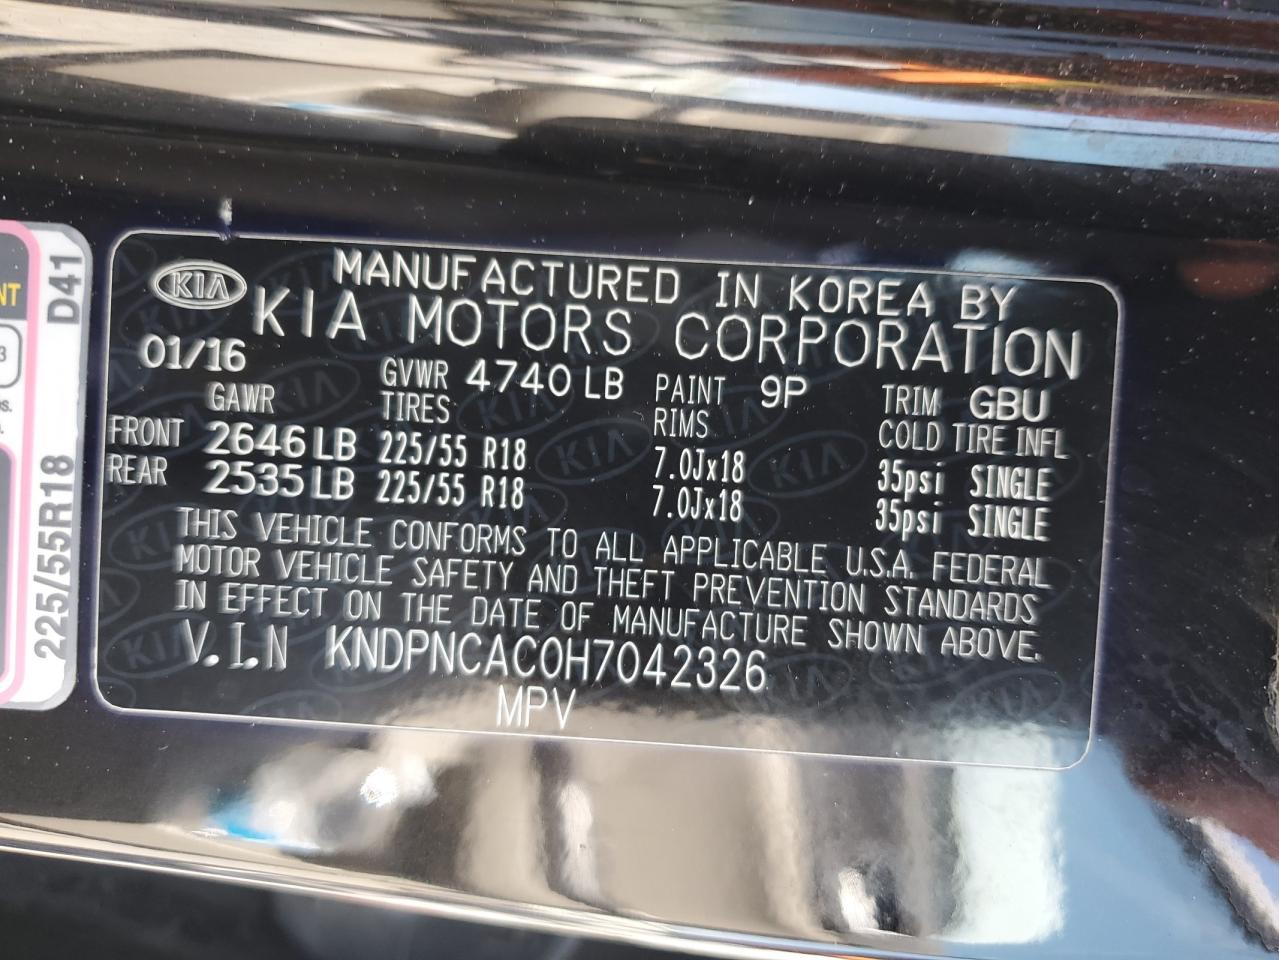 MANUFACTURED IN KOREA BY
KIA
KIA MOTORS CORPORATION
01/16 GVWR 4740 LB PAINT 9P TRIM GBU
GAWR TIRES RIMS COLD TIRE INFL
FRONT 2646 LB 225/55 R18 7.0Jx18 35psi SINGLE
REAR 2535 LB 225/55 R18 7.0Jx18 35psi SINGLE
THIS VEHICLE CONFORMS TO ALL APPLICABLE U.S.A. FEDERAL
MOTOR VEHICLE SAFETY AND THEFT PREVENTION STANDARDS
IN EFFECT ON THE DATE OF MANUFACTURE SHOWN ABOVE.
V.I.N KNDPNCAC0H7042326
MPV
225/55R18 D41